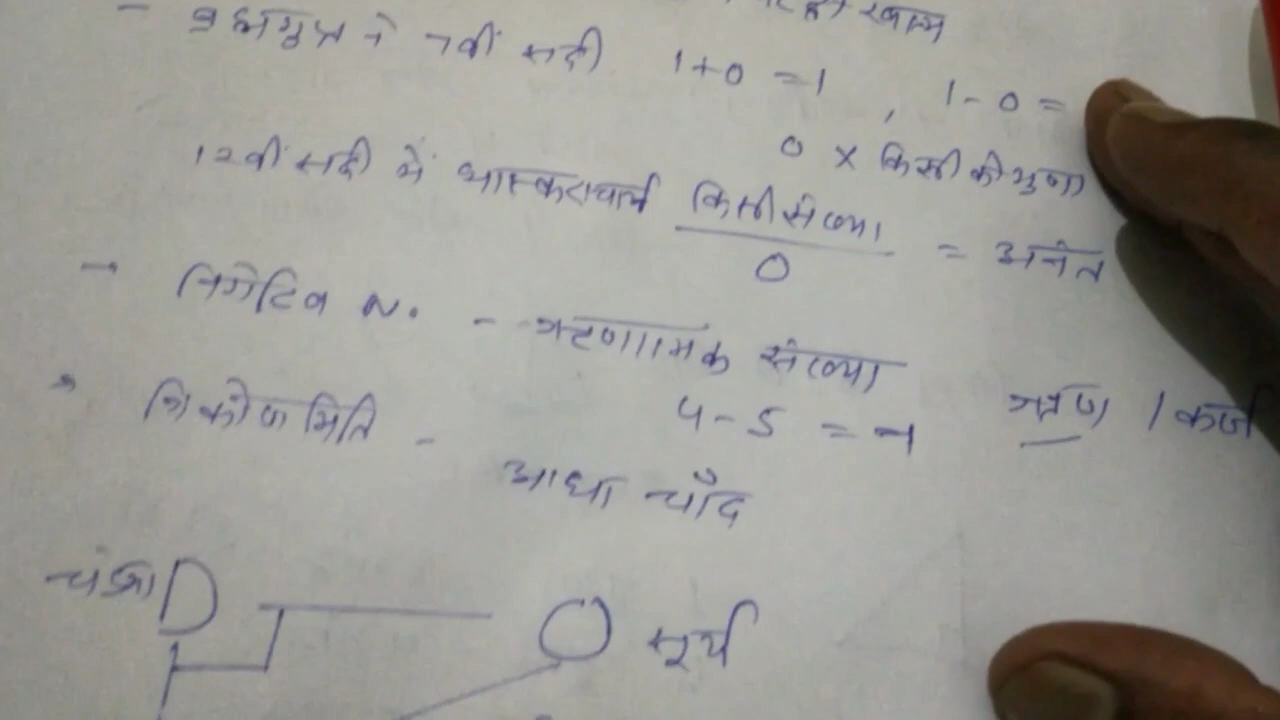 - ब्रह्मगुप्त ने 7वीं सदी 1+0 =1 , 1-0 =
0 x किसी की गुणा
12वीं सदी में भास्कराचार्य किसी संख्या / 0 = अनंत
→ निगेटिव N. - ऋणात्मक संख्या
4-5 = -1 ऋण / कर्ज
त्रिकोणमिति -
आधा चाँद
चंद्रमा
सूर्य